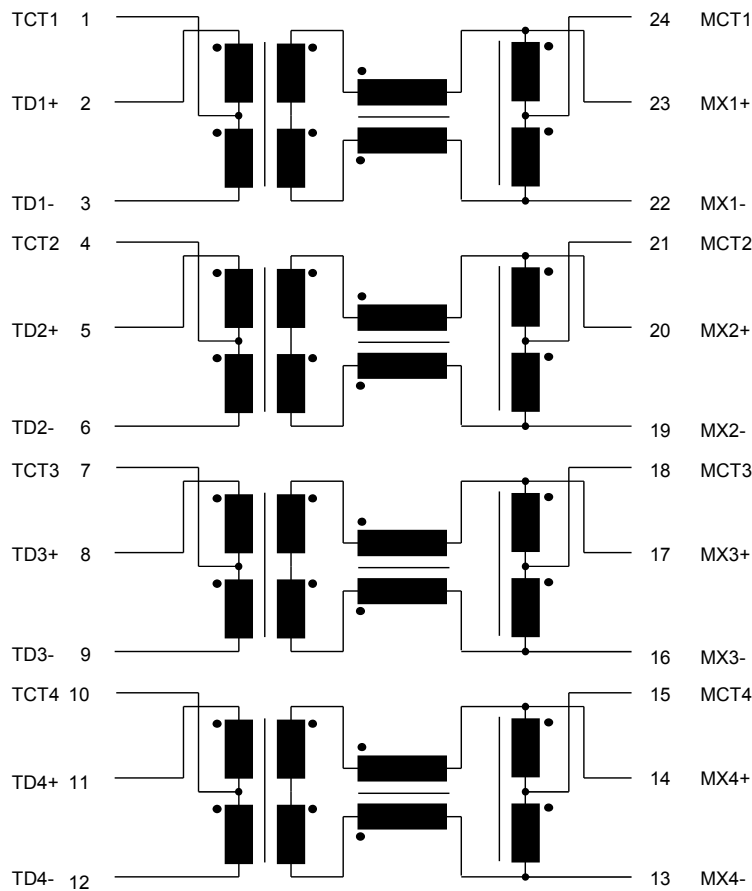 TCT1 1 24 MCT1
TD1+ 2 23 MX1+
TD1- 3 22 MX1-
TCT2 4 21 MCT2
TD2+ 5 20 MX2+
TD2- 6 19 MX2-
TCT3 7 18 MCT3
TD3+ 8 17 MX3+
TD3- 9 16 MX3-
TCT4 10 15 MCT4
TD4+ 11 14 MX4+
TD4- 12 13 MX4-